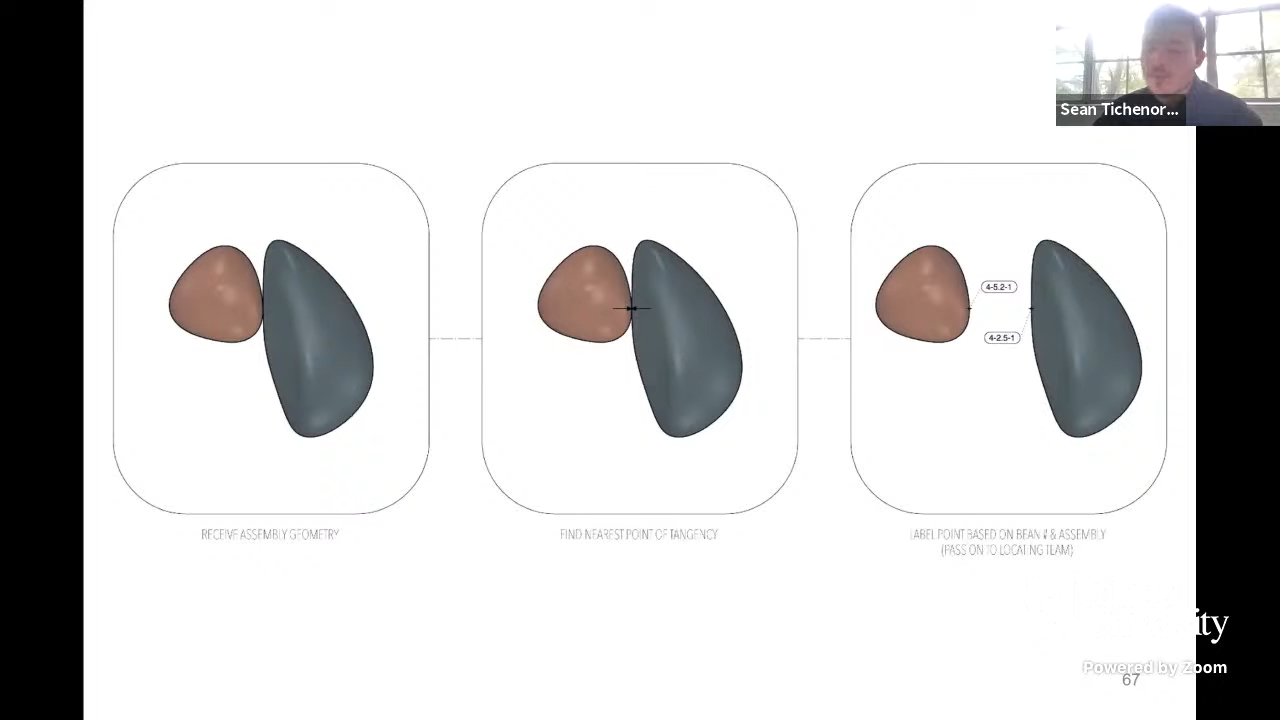 Sean Tichenor...
4-5.2-1
4-2.5-1
RECEIVE ASSEMBLY GEOMETRY
FIND NEAREST POINT OF TANGENCY
LABEL POINT BASED ON BEAN # & ASSEMBLY
(PASS ON TO LOCATING TEAM)
ity
Powered by Zoom
67